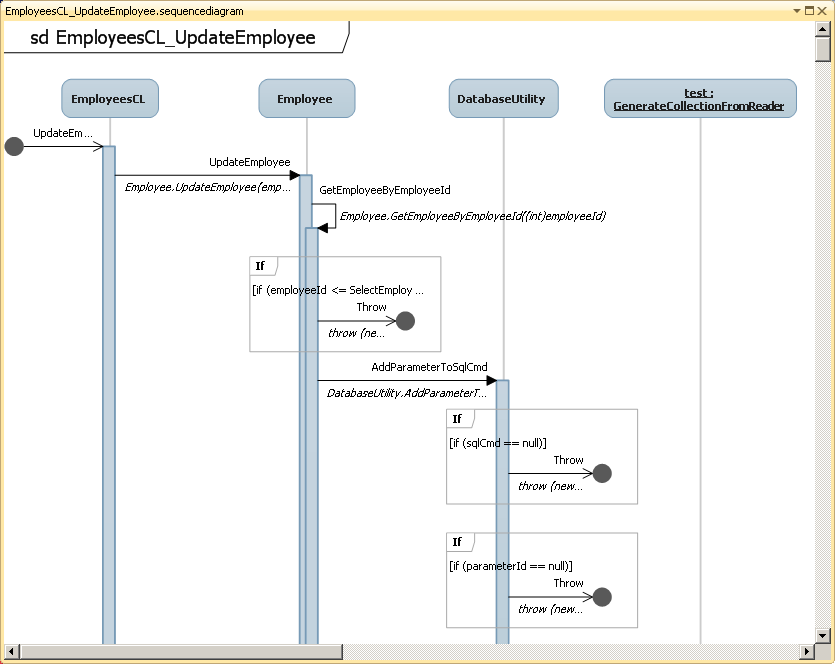 EmployeesCL_UpdateEmployee.sequencediagram
sd EmployeesCL_UpdateEmployee
EmployeesCL
Employee
DatabaseUtility
test :
GenerateCollectionFromReader
UpdateEm...
UpdateEmployee
Employee.UpdateEmployee(emp...
GetEmployeeByEmployeeId
Employee.GetEmployeeByEmployeeId((int)employeeId)
If
[if (employeeId <= SelectEmploy ...
Throw
throw (ne...
AddParameterToSqlCmd
DatabaseUtility.AddParameterT...
If
[if (sqlCmd == null)]
Throw
throw (new...
If
[if (parameterId == null)]
Throw
throw (new...